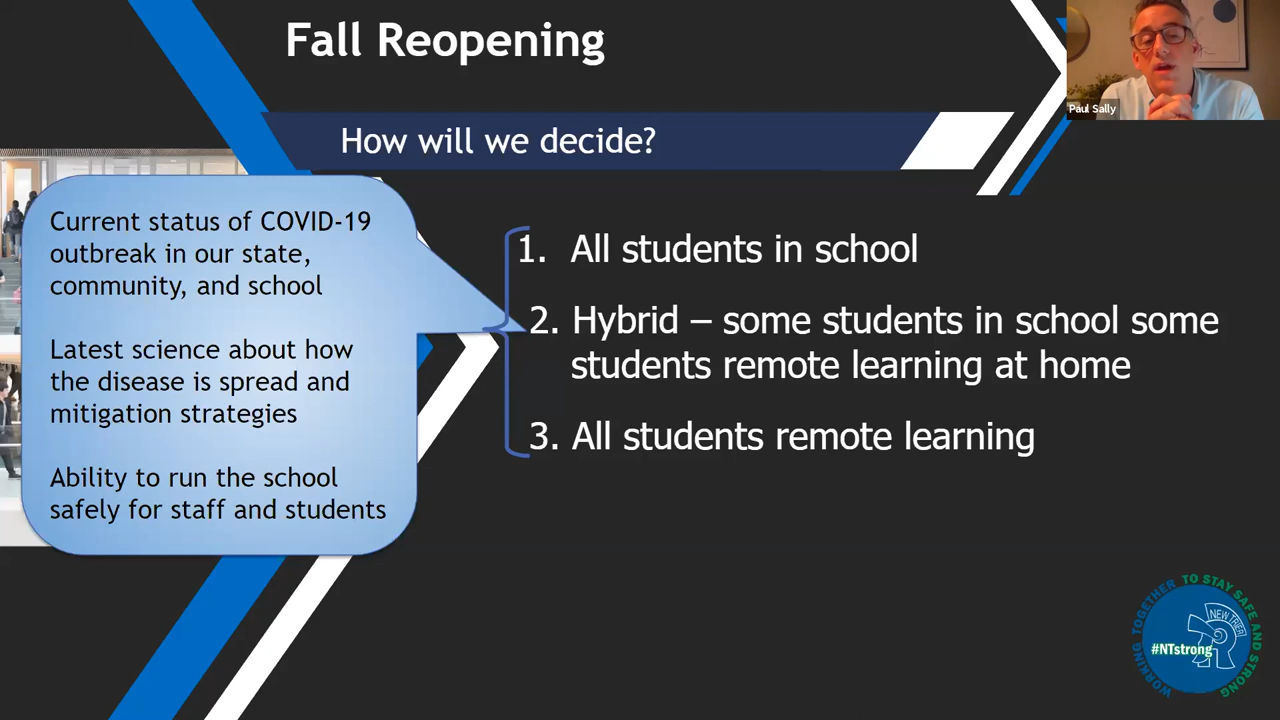 Fall Reopening
Paul Sally
How will we decide?
Current status of COVID-19
outbreak in our state,
community, and school
Latest science about how
the disease is spread and
mitigation strategies
Ability to run the school
safely for staff and students
1. All students in school
2. Hybrid – some students in school some
students remote learning at home
3. All students remote learning
WORKING TOGETHER TO STAY SAFE AND STRONG
NEW TRIER
#NTstrong